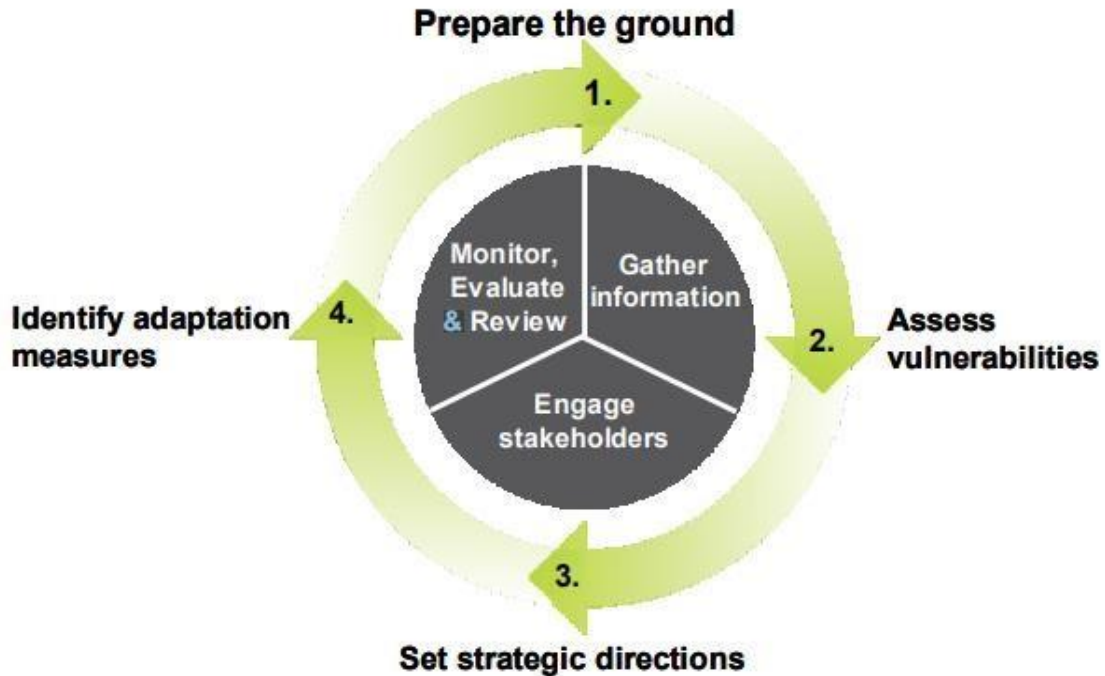 Prepare the ground
1.
Monitor,
Evaluate
& Review
Gather
information
Identify adaptation
measures
4.
2.
Assess
vulnerabilities
Engage
stakeholders
3.
Set strategic directions